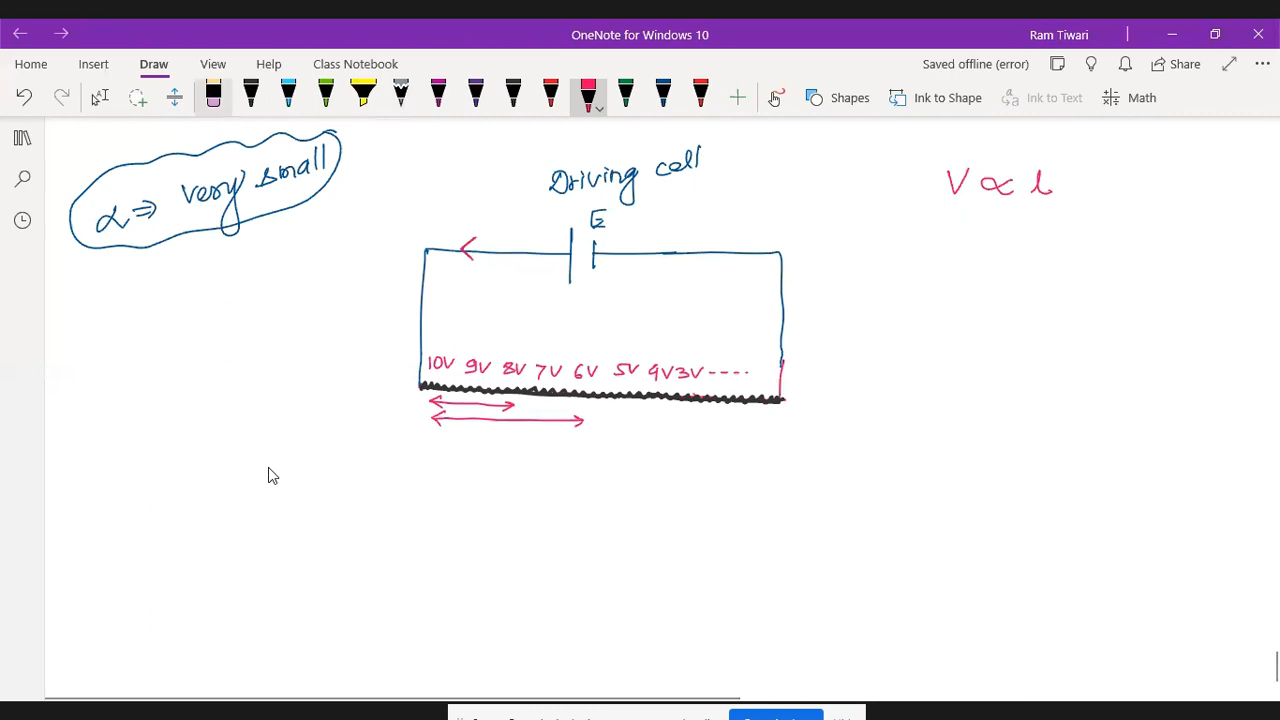 OneNote for Windows 10
Ram Tiwari
Home Insert Draw View Help Class Notebook
Saved offline (error)
Share
Shapes
Ink to Shape
Ink to Text
Math
α ⇒ very small
Driving cell
E
V ∝ l
10V 9V 8V 7V 6V 5V 4V 3V ----